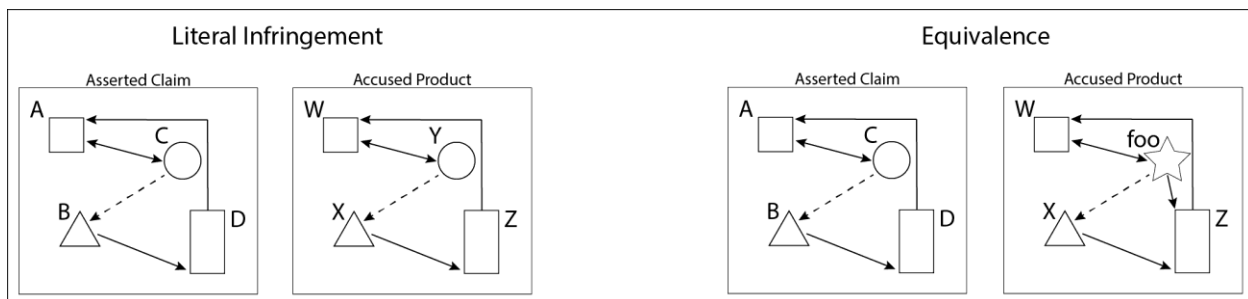 Literal Infringement
Equivalence
Asserted Claim
Accused Product
Asserted Claim
Accused Product
A
C
B
D
W
Y
X
Z
A
C
B
D
W
foo
X
Z